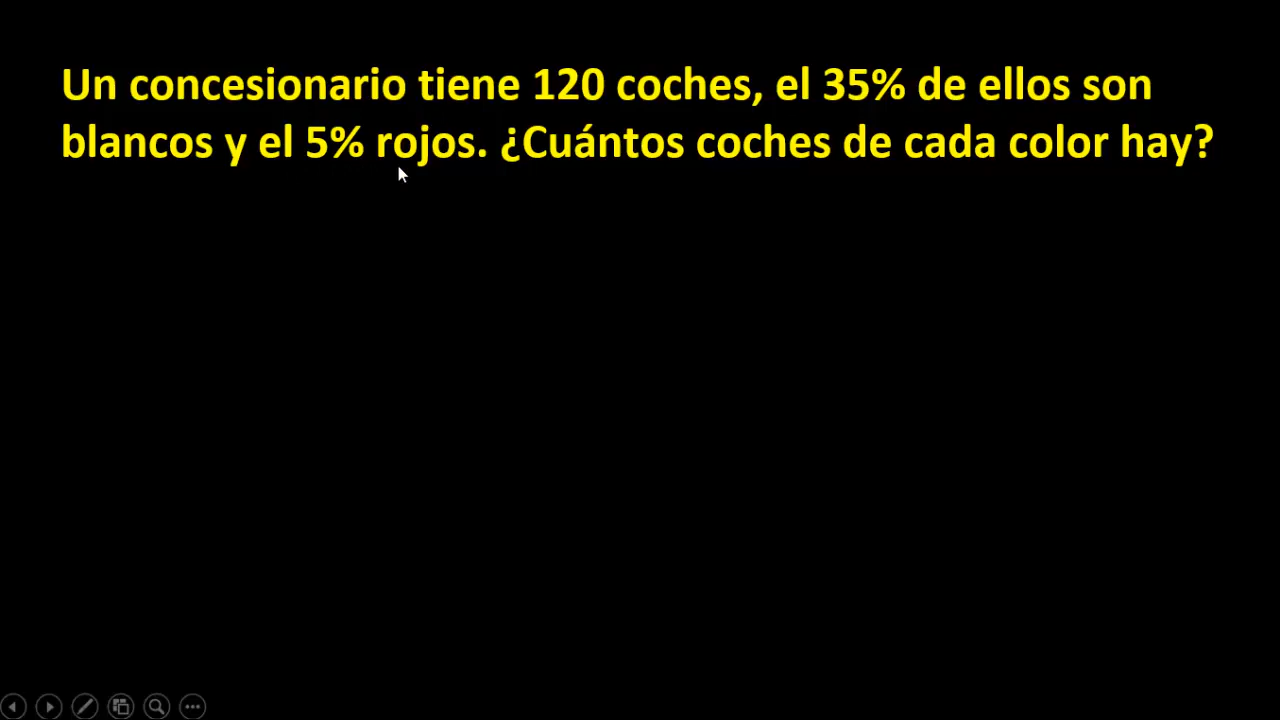 Un concesionario tiene 120 coches, el 35% de ellos son
blancos y el 5% rojos. ¿Cuántos coches de cada color hay?